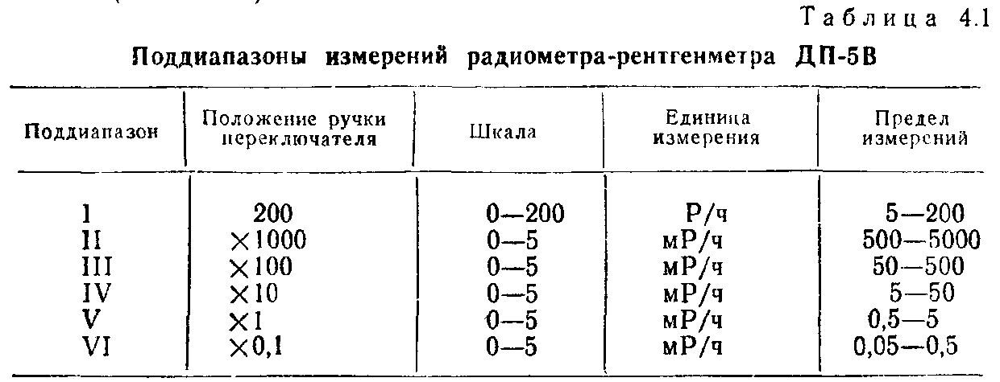 Таблица 4.1
Поддиапазоны измерений радиометра-рентгенметра ДП-5В
Поддиапазон Положение ручки переключателя Шкала Единица измерения Предел измерений
I 200 0—200 Р/ч 5—200
II ×1000 0—5 мР/ч 500—5000
III ×100 0—5 мР/ч 50—500
IV ×10 0—5 мР/ч 5—50
V ×1 0—5 мР/ч 0,5—5
VI ×0,1 0—5 мР/ч 0,05—0,5